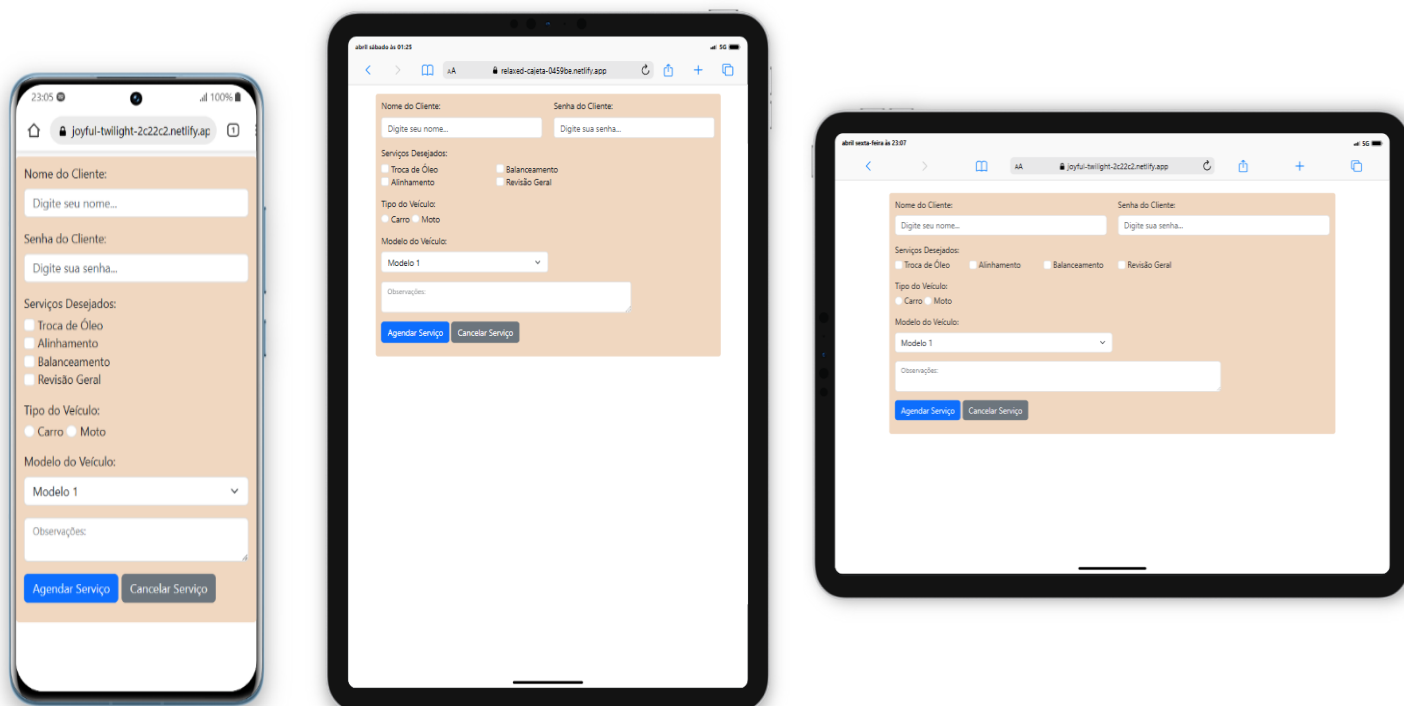 23:05 100%
joyful-twilight-2c22c2.netlify.ap 1
Nome do Cliente:
Digite seu nome...
Senha do Cliente:
Digite sua senha...
Serviços Desejados:
Troca de Óleo
Alinhamento
Balanceamento
Revisão Geral
Tipo do Veículo:
Carro Moto
Modelo do Veículo:
Modelo 1
Observações:
Agendar Serviço Cancelar Serviço
abril sábado às 01:25 5G
AA relaxed-cajeta-0459be.netlify.app
Nome do Cliente: Senha do Cliente:
Digite seu nome... Digite sua senha...
Serviços Desejados:
Troca de Óleo Balanceamento
Alinhamento Revisão Geral
Tipo do Veículo:
Carro Moto
Modelo do Veículo:
Modelo 1
Observações:
Agendar Serviço Cancelar Serviço
abril sexta-feira às 23:07 5G
AA joyful-twilight-2c22c2.netlify.app
Nome do Cliente: Senha do Cliente:
Digite seu nome... Digite sua senha...
Serviços Desejados:
Troca de Óleo Alinhamento Balanceamento Revisão Geral
Tipo do Veículo:
Carro Moto
Modelo do Veículo:
Modelo 1
Observações:
Agendar Serviço Cancelar Serviço